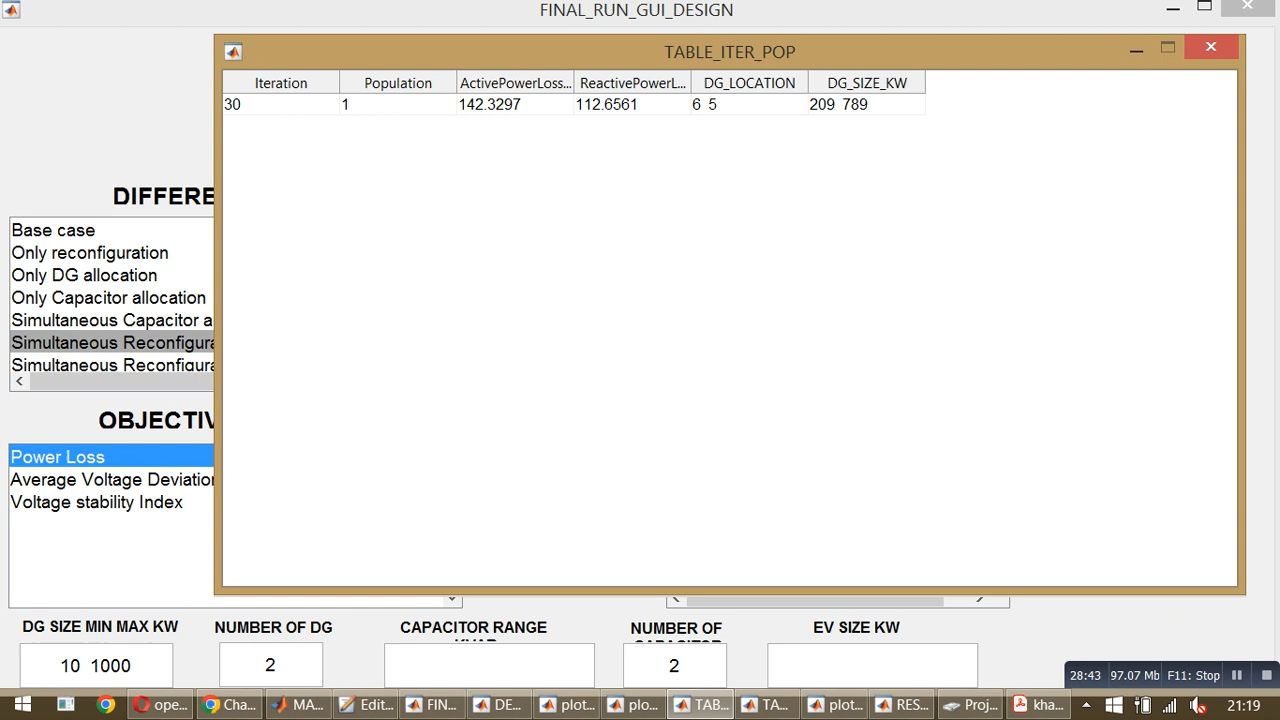 FINAL_RUN_GUI_DESIGN
TABLE_ITER_POP
Iteration Population ActivePowerLoss... ReactivePowerL... DG_LOCATION DG_SIZE_KW
30 1 142.3297 112.6561 6 5 209 789
DIFFERE
Base case
Only reconfiguration
Only DG allocation
Only Capacitor allocation
Simultaneous Capacitor a
Simultaneous Reconfigura
Simultaneous Reconfigura
OBJECTIV
Power Loss
Average Voltage Deviation
Voltage stability Index
DG SIZE MIN MAX KW NUMBER OF DG CAPACITOR RANGE KVAR NUMBER OF CAPACITOR EV SIZE KW
10 1000 2 2
28:43 97.07 Mb F11: Stop
ope... Cha... MA... Edit... FIN... DE... plot... plo... TAB... TA... plot... RES... Proj... kha... 21:19